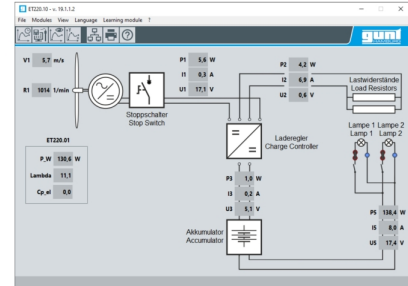 ET220.10 - v. 19.1.1.2
File Modules View Language Learning module ?
gunt
V1 5,7 m/s
R1 1014 1/min
P1 5,6 W
I1 0,3 A
U1 17,1 V
P2 4,2 W
I2 6,9 A
U2 0,6 V
Lastwiderstände
Load Resistors
Stoppschalter
Stop Switch
Lampe 1 Lampe 2
Lamp 1 Lamp 2
Laderegler
Charge Controller
ET220.01
P_W 130,6 W
Lambda 11,1
Cp_el 0,0
P3 1,0 W
I3 0,2 A
U3 5,1 V
Akkumulator
Accumulator
P5 138,4 W
I5 8,0 A
U5 17,4 V